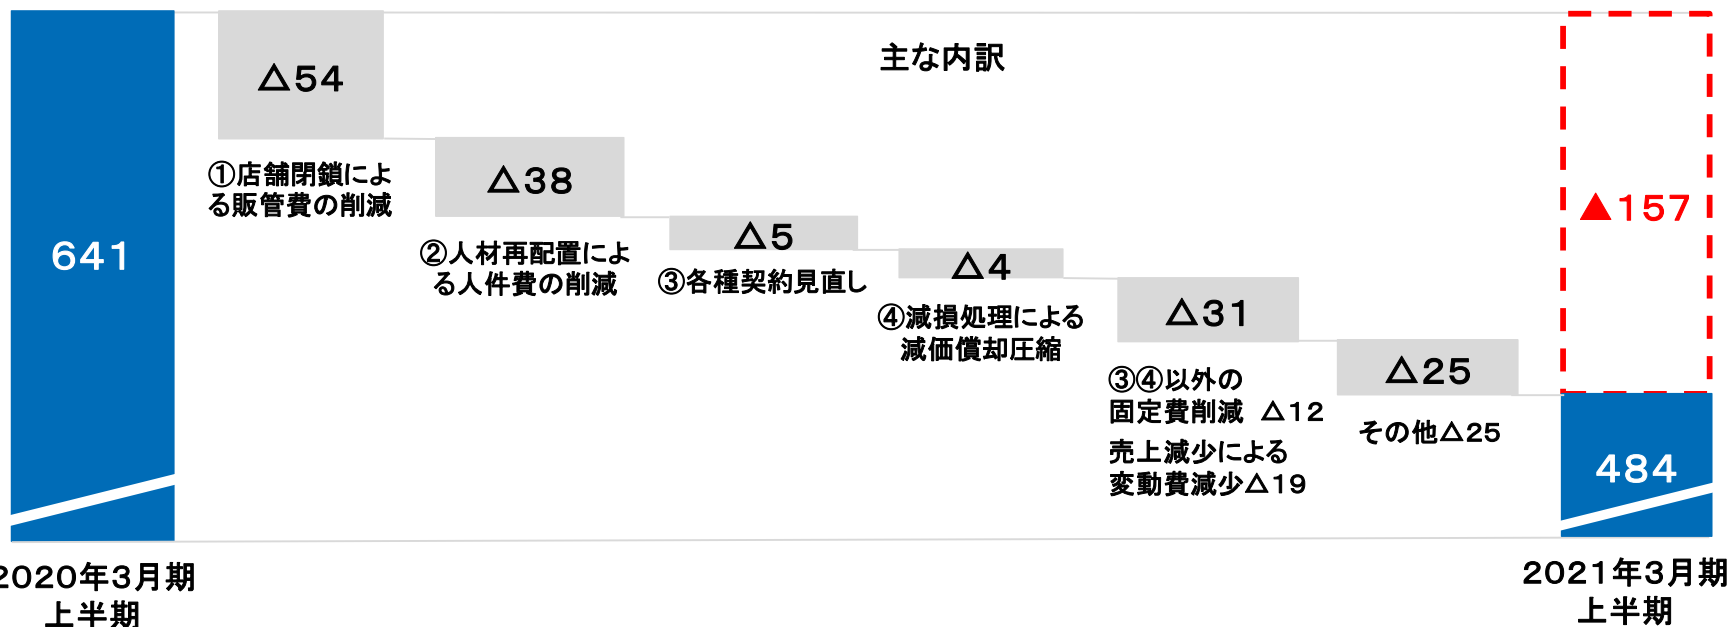 主な内訳
641
△54
①店舗閉鎖によ
る販管費の削減
△38
②人材再配置によ
る人件費の削減
△5
③各種契約見直し
△4
④減損処理による
減価償却圧縮
△31
③④以外の
固定費削減 △12
売上減少による
変動費減少△19
△25
その他△25
▲157
484
2020年3月期
上半期
2021年3月期
上半期